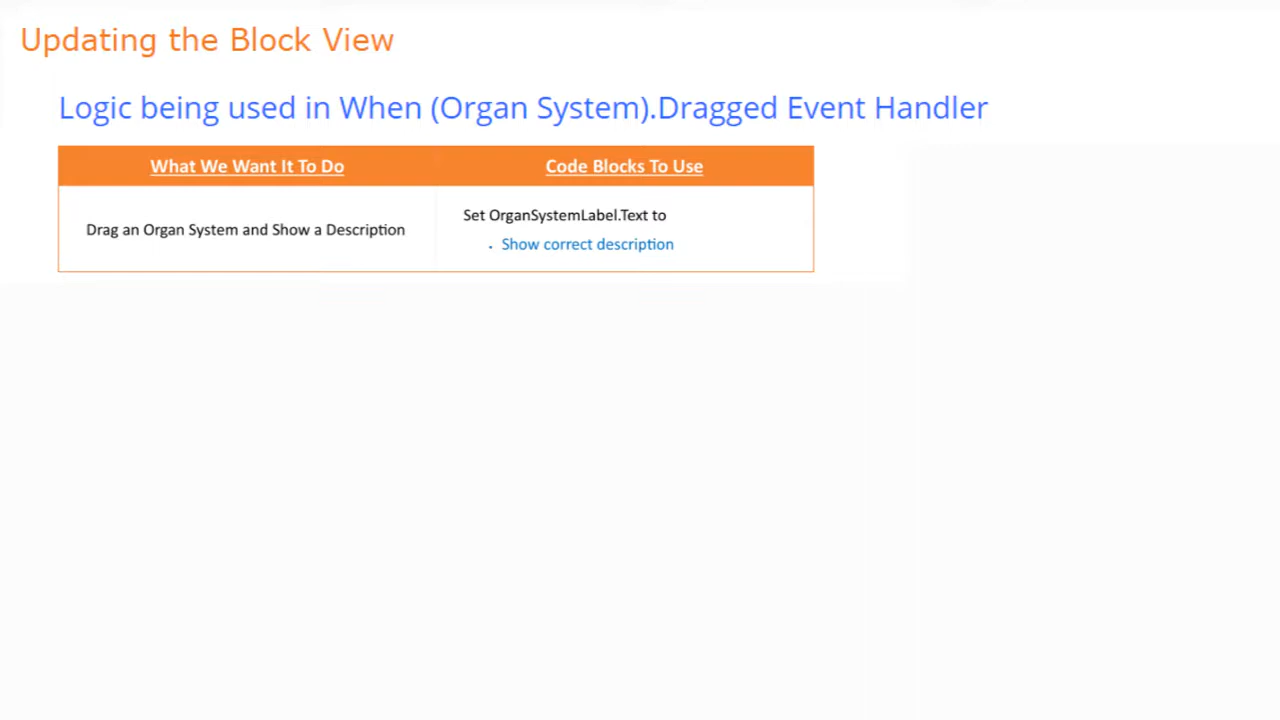 Updating the Block View
Logic being used in When (Organ System).Dragged Event Handler
What We Want It To Do
Code Blocks To Use
Drag an Organ System and Show a Description
Set OrganSystemLabel.Text to
• Show correct description